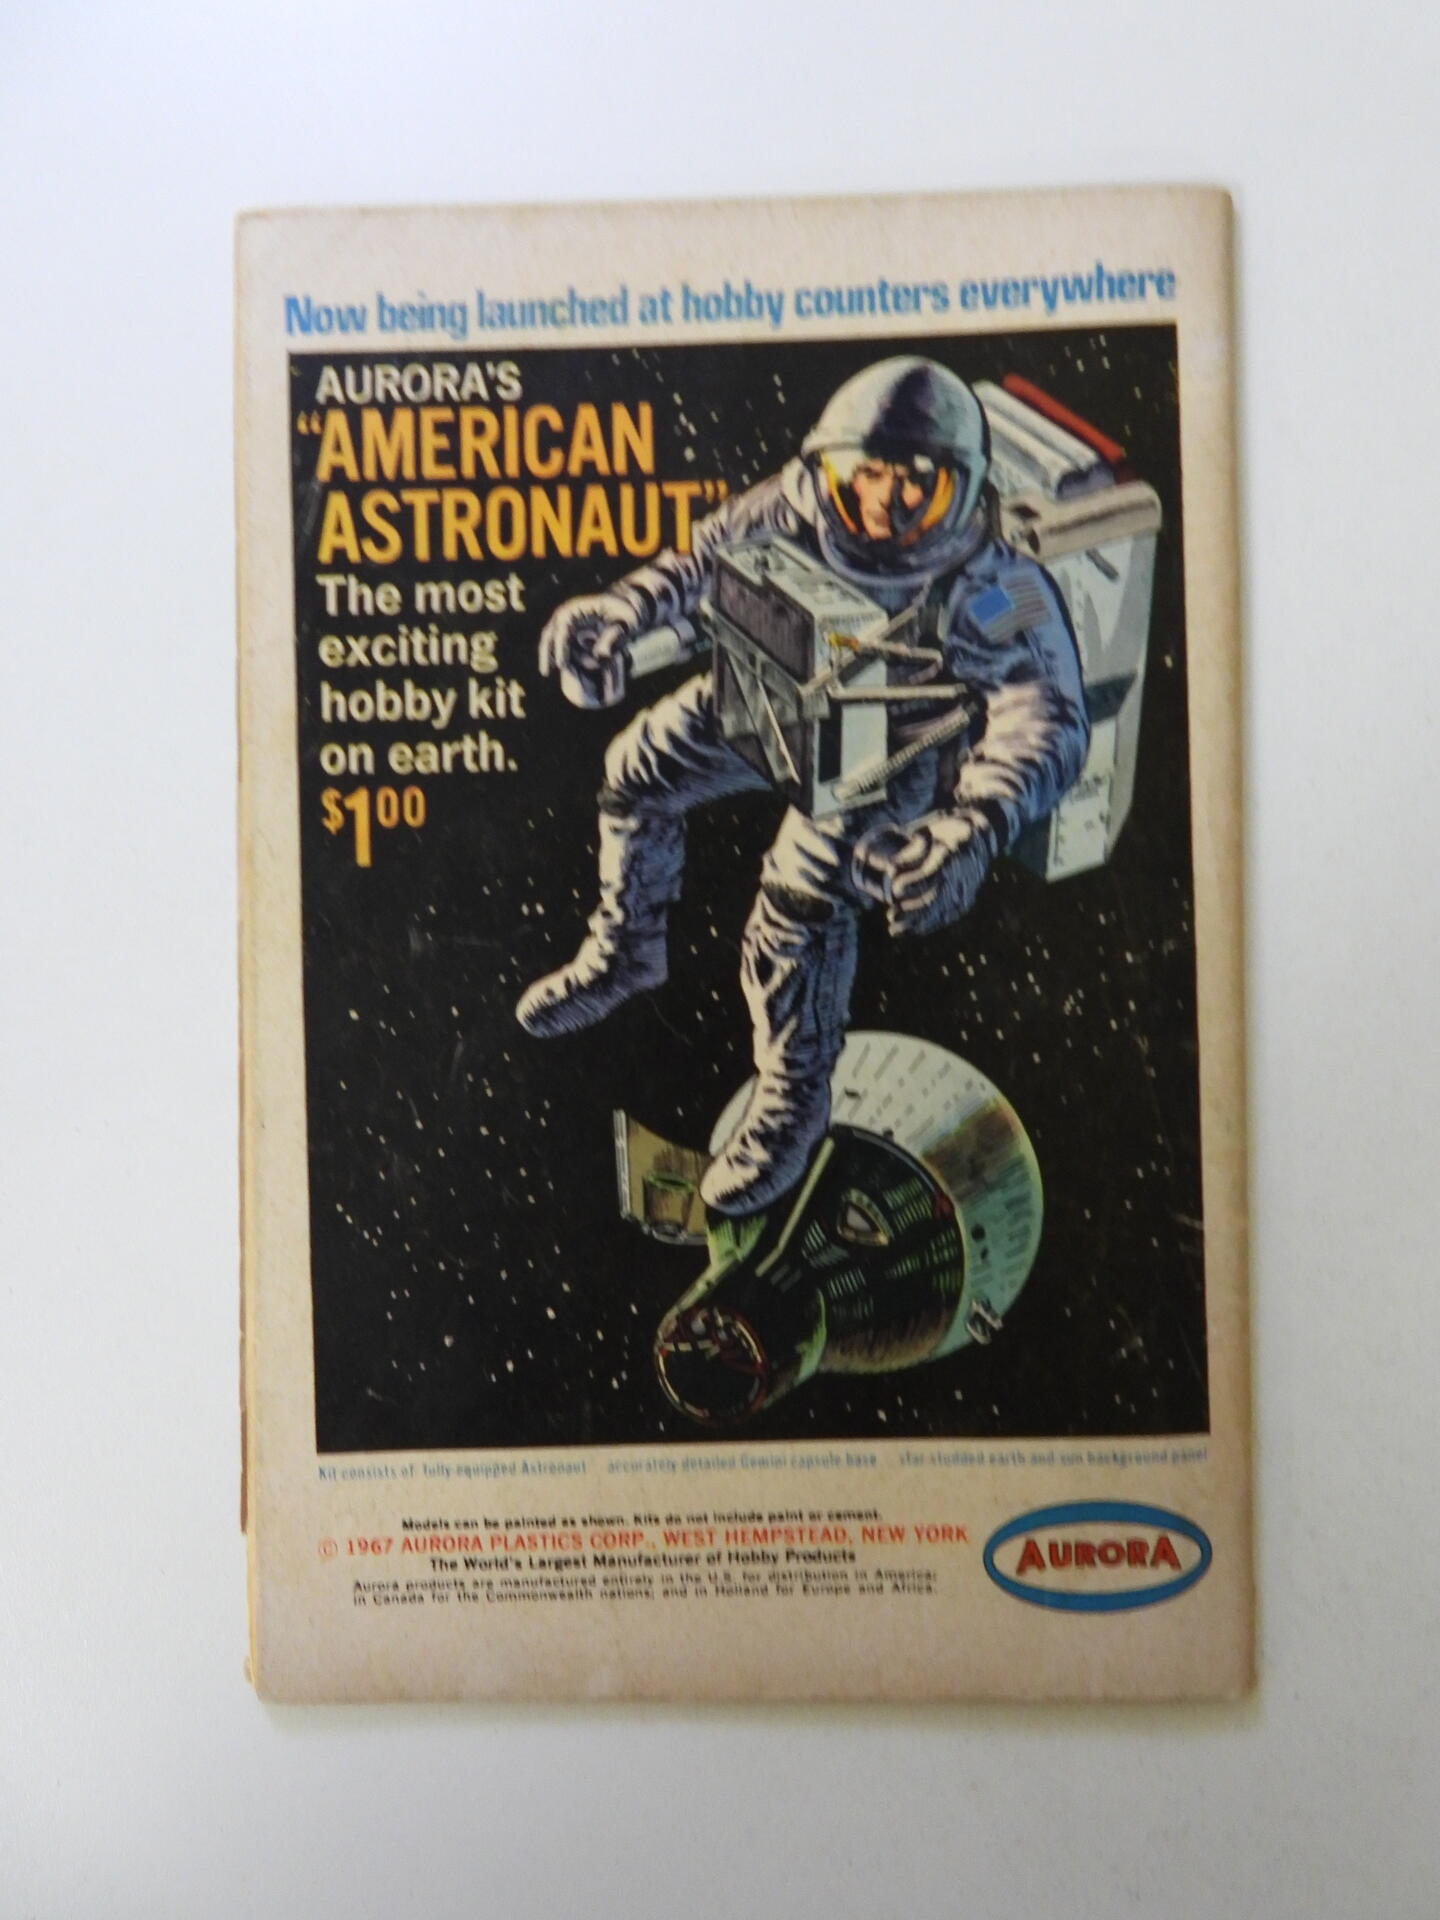 Now being launched at hobby counters everywhere
AURORA'S
"AMERICAN
ASTRONAUT"
The most
exciting
hobby kit
on earth.
$1.00
Kit consists of fully equipped Astronaut accurately detailed Gemini capsule base star studded earth and sun background panel
Models can be painted as shown. Kits do not include paint or cement.
© 1967 AURORA PLASTICS CORP., WEST HEMPSTEAD, NEW YORK
The World's Largest Manufacturer of Hobby Products
Aurora products are manufactured entirely in the U.S. for distribution in America;
in Canada for the Commonwealth nations; and in Holland for Europe and Africa.
AURORA